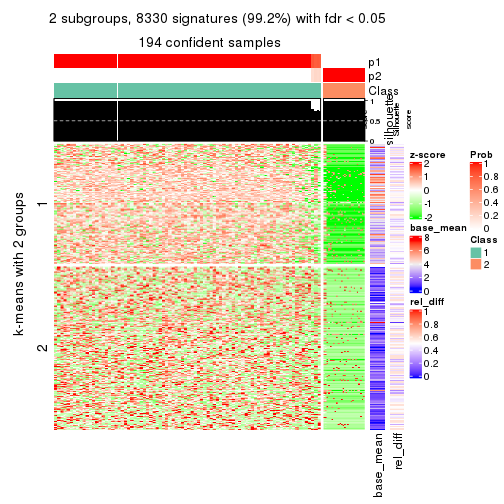 2 subgroups, 8330 signatures (99.2%) with fdr < 0.05
194 confident samples
p1
p2
Class
1
0.5
0
silhouette
Silhouette
score
k-means with 2 groups
1
2
base_mean
rel_diff
z-score
2
1
0
-1
-2
base_mean
8
6
4
2
0
rel_diff
1
0.8
0.6
0.4
0.2
0
Prob
1
0.8
0.6
0.4
0.2
0
Class
1
2